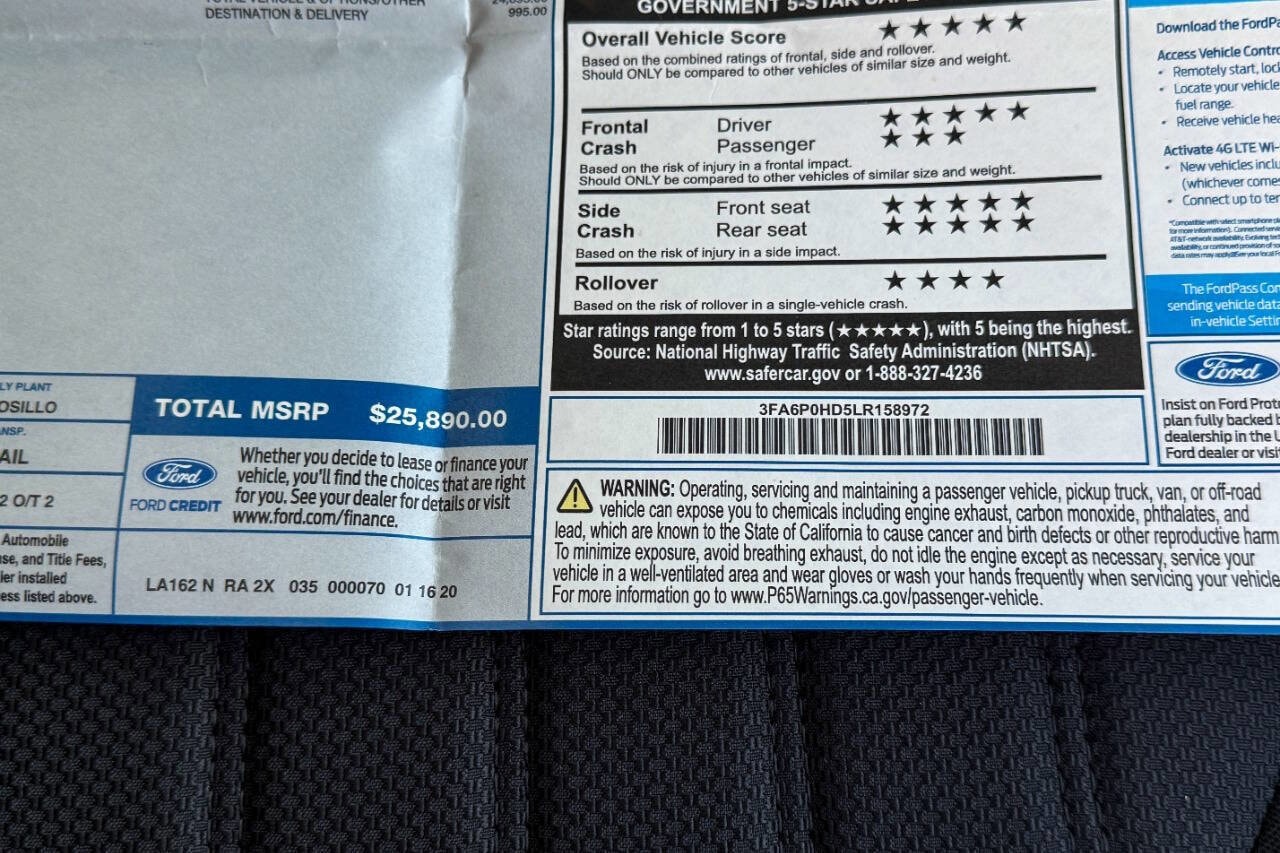 DESTINATION & DELIVERY 995.00
LY PLANT
OSILLO
NSP.
AIL
2 O/T 2
Automobile
se, and Title Fees,
ler installed
ess listed above.
TOTAL MSRP $25,890.00
Ford
FORD CREDIT
Whether you decide to lease or finance your
vehicle, you'll find the choices that are right
for you. See your dealer for details or visit
www.ford.com/finance.
LA162 N RA 2X 035 000070 01 16 20
GOVERNMENT 5-STAR
Overall Vehicle Score ★★★★★
Based on the combined ratings of frontal, side and rollover.
Should ONLY be compared to other vehicles of similar size and weight.
Frontal Driver ★★★★★
Crash Passenger ★★★
Based on the risk of injury in a frontal impact.
Should ONLY be compared to other vehicles of similar size and weight.
Side Front seat ★★★★★
Crash Rear seat ★★★★★
Based on the risk of injury in a side impact.
Rollover ★★★★
Based on the risk of rollover in a single-vehicle crash.
Star ratings range from 1 to 5 stars (★★★★★), with 5 being the highest.
Source: National Highway Traffic Safety Administration (NHTSA).
www.safercar.gov or 1-888-327-4236
3FA6P0HD5LR158972
WARNING: Operating, servicing and maintaining a passenger vehicle, pickup truck, van, or off-road
vehicle can expose you to chemicals including engine exhaust, carbon monoxide, phthalates, and
lead, which are known to the State of California to cause cancer and birth defects or other reproductive harm
To minimize exposure, avoid breathing exhaust, do not idle the engine except as necessary, service your
vehicle in a well-ventilated area and wear gloves or wash your hands frequently when servicing your vehicle
For more information go to www.P65Warnings.ca.gov/passenger-vehicle.
Download the FordPa
Access Vehicle Contro
• Remotely start, loc
• Locate your vehicle
fuel range.
• Receive vehicle hea
Activate 4G LTE Wi-
• New vehicles inclu
(whichever comes
• Connect up to ter
The FordPass Con
sending vehicle data
in-vehicle Settin
Ford
Insist on Ford Prote
plan fully backed b
dealership in the U
Ford dealer or visit